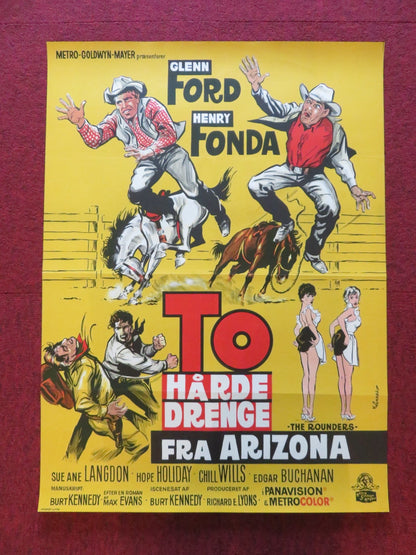 METRO-GOLDWYN-MAYER præsenterer
GLENN
FORD
HENRY
FONDA
TO
HÅRDE
DRENGE
-THE ROUNDERS-
FRA ARIZONA
SUE ANE LANGDON HOPE HOLIDAY CHILL WILLS EDGAR BUCHANAN
MANUSKRIPT: BURT KENNEDY EFTER EN ROMAN AF MAX EVANS ISCENESAT AF BURT KENNEDY PRODUCERET AF RICHARD E. LYONS I PANAVISION® & METROCOLOR®